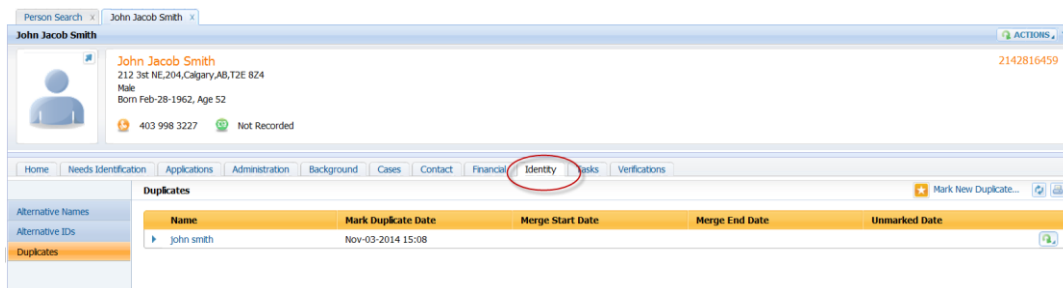 Person Search x John Jacob Smith x
John Jacob Smith ACTIONS
John Jacob Smith 2142816459
212 3st NE,204,Calgary,AB,T2E 8Z4
Male
Born Feb-28-1962, Age 52
403 998 3227 Not Recorded
Home Needs Identification Applications Administration Background Cases Contact Financial Identity Tasks Verifications
Duplicates Mark New Duplicate...
Alternative Names
Name Mark Duplicate Date Merge Start Date Merge End Date Unmarked Date
Alternative IDs
john smith Nov-03-2014 15:08
Duplicates